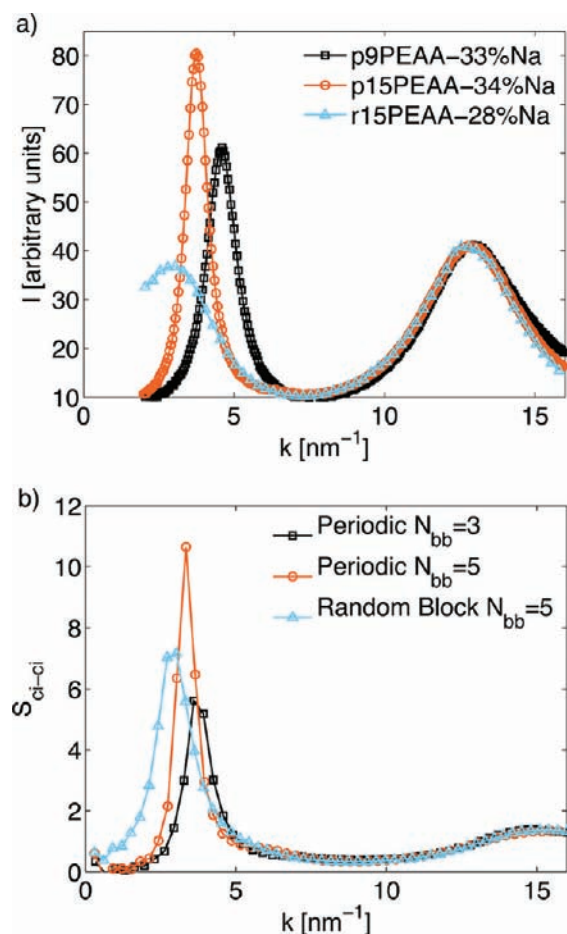 a)
80
70
60
50
40
30
20
10
I [arbitrary units]
p9PEAA−33%Na
p15PEAA−34%Na
r15PEAA−28%Na
0 5 10 15
k [nm⁻¹]
b)
12
10
8
6
4
2
0
S_ci−ci
Periodic N_bb=3
Periodic N_bb=5
Random Block N_bb=5
0 5 10 15
k [nm⁻¹]